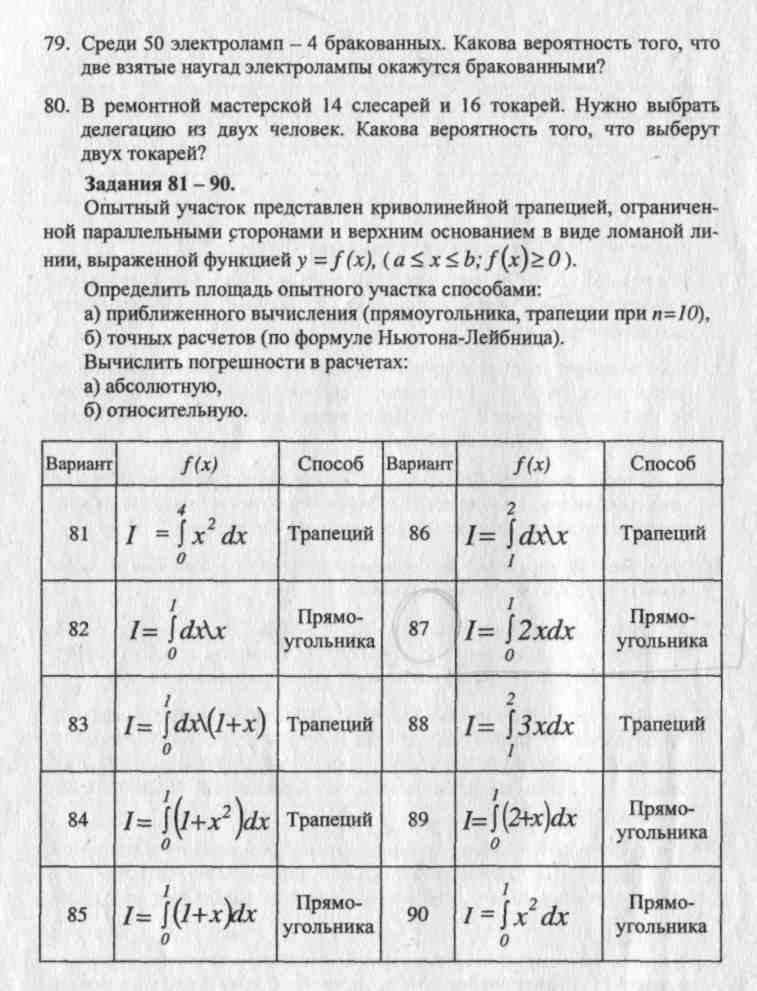 79. Среди 50 электроламп – 4 бракованных. Какова вероятность того, что
две взятые наугад электролампы окажутся бракованными?
80. В ремонтной мастерской 14 слесарей и 16 токарей. Нужно выбрать
делегацию из двух человек. Какова вероятность того, что выберут
двух токарей?
Задания 81 – 90.
Опытный участок представлен криволинейной трапецией, ограничен-
ной параллельными сторонами и верхним основанием в виде ломаной ли-
нии, выраженной функцией y = f (x), ( a ≤ x ≤ b; f (x) ≥ 0 ).
Определить площадь опытного участка способами:
а) приближенного вычисления (прямоугольника, трапеции при n=10),
б) точных расчетов (по формуле Ньютона-Лейбница).
Вычислить погрешности в расчетах:
а) абсолютную,
б) относительную.
Вариант f (x) Способ Вариант f (x) Способ
81 I = ∫₀⁴ x² dx Трапеций 86 I= ∫₁² dx\x Трапеций
82 I= ∫₀¹ dx\x Прямо-
угольника 87 I= ∫₀¹ 2xdx Прямо-
угольника
83 I= ∫₀¹ dx\(1+x) Трапеций 88 I= ∫₁² 3xdx Трапеций
84 I= ∫₀¹ (1+x²)dx Трапеций 89 I=∫₀¹ (2+x)dx Прямо-
угольника
85 I= ∫₀¹ (1+x)dx Прямо-
угольника 90 I = ∫₀¹ x² dx Прямо-
угольника